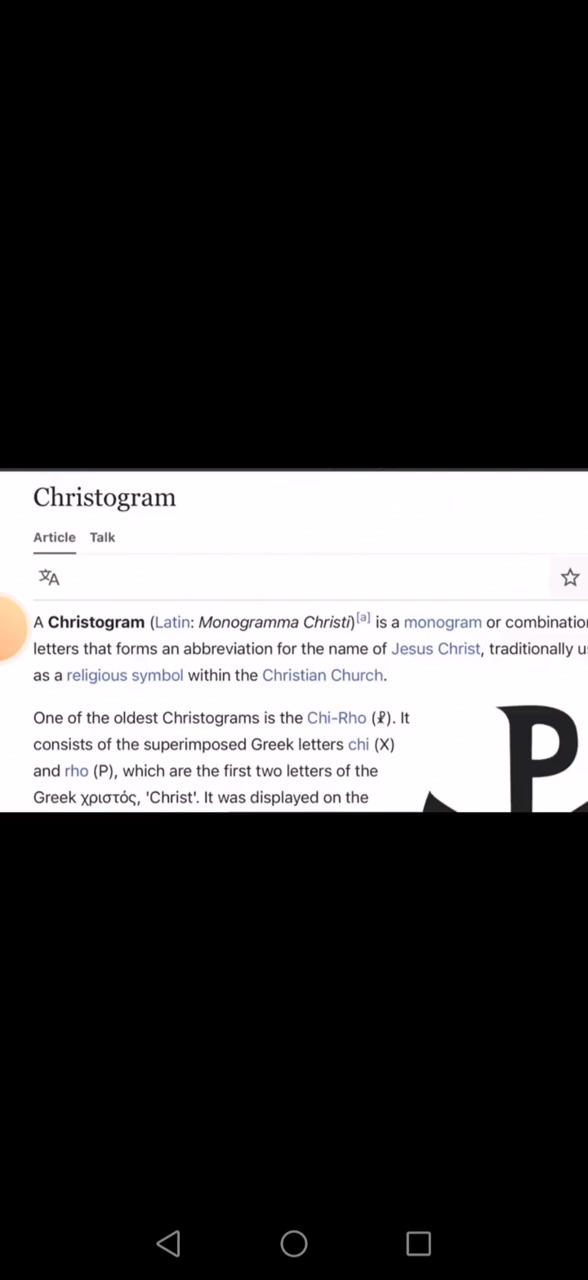 Christogram
Article Talk
A Christogram (Latin: Monogramma Christi)[a] is a monogram or
letters that forms an abbreviation for the name of Jesus Christ, traditionally
as a religious symbol within the Christian Church.
One of the oldest Christograms is the Chi-Rho (☧). It
consists of the superimposed Greek letters chi (Χ)
and rho (Ρ), which are the first two letters of the
Greek χριστός, 'Christ'. It was displayed on the